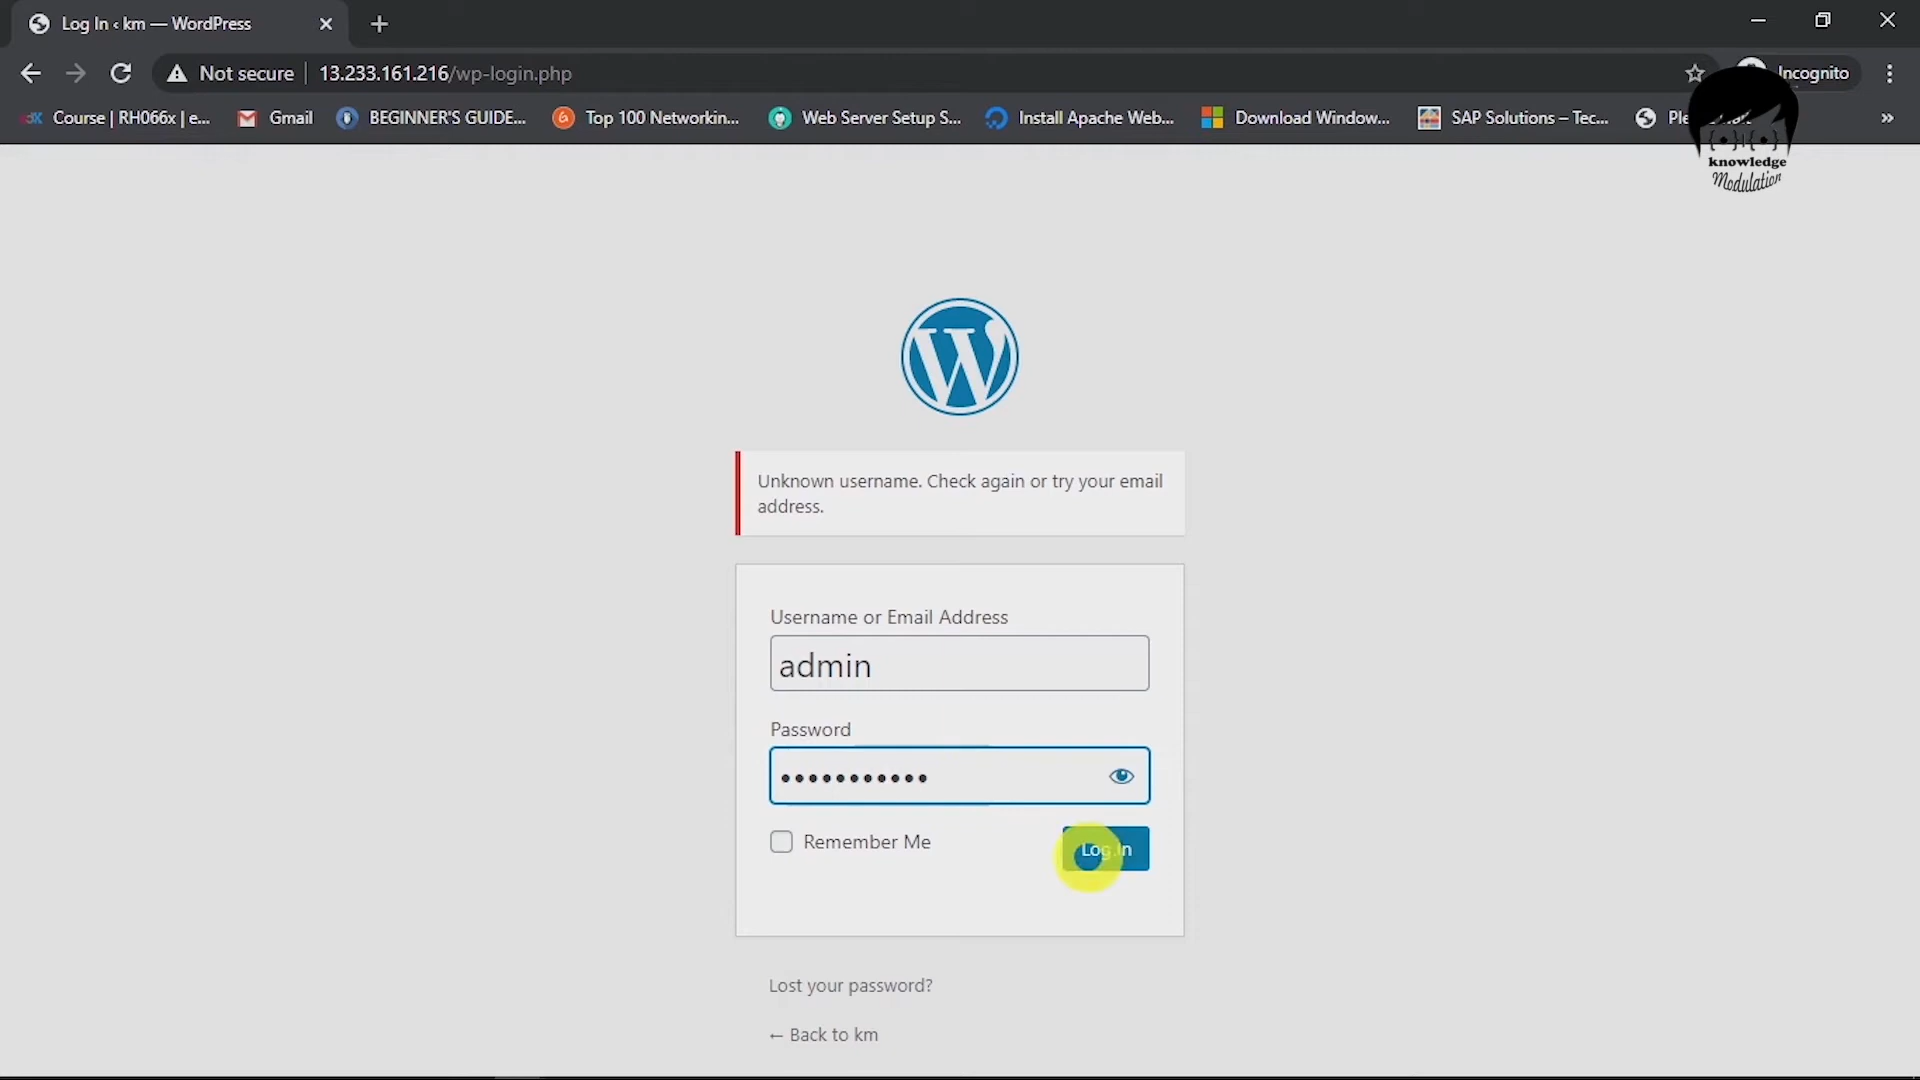 Log In ‹ km — WordPress
Not secure
13.233.161.216/wp-login.php
Incognito
Course | RH066x | e...
Gmail
BEGINNER'S GUIDE...
Top 100 Networkin...
Web Server Setup S...
Install Apache Web...
Download Window...
SAP Solutions – Tec...
»
knowledge
Modulation
Unknown username. Check again or try your email
address.
Username or Email Address
admin
Password
Remember Me
Log In
Lost your password?
← Back to km